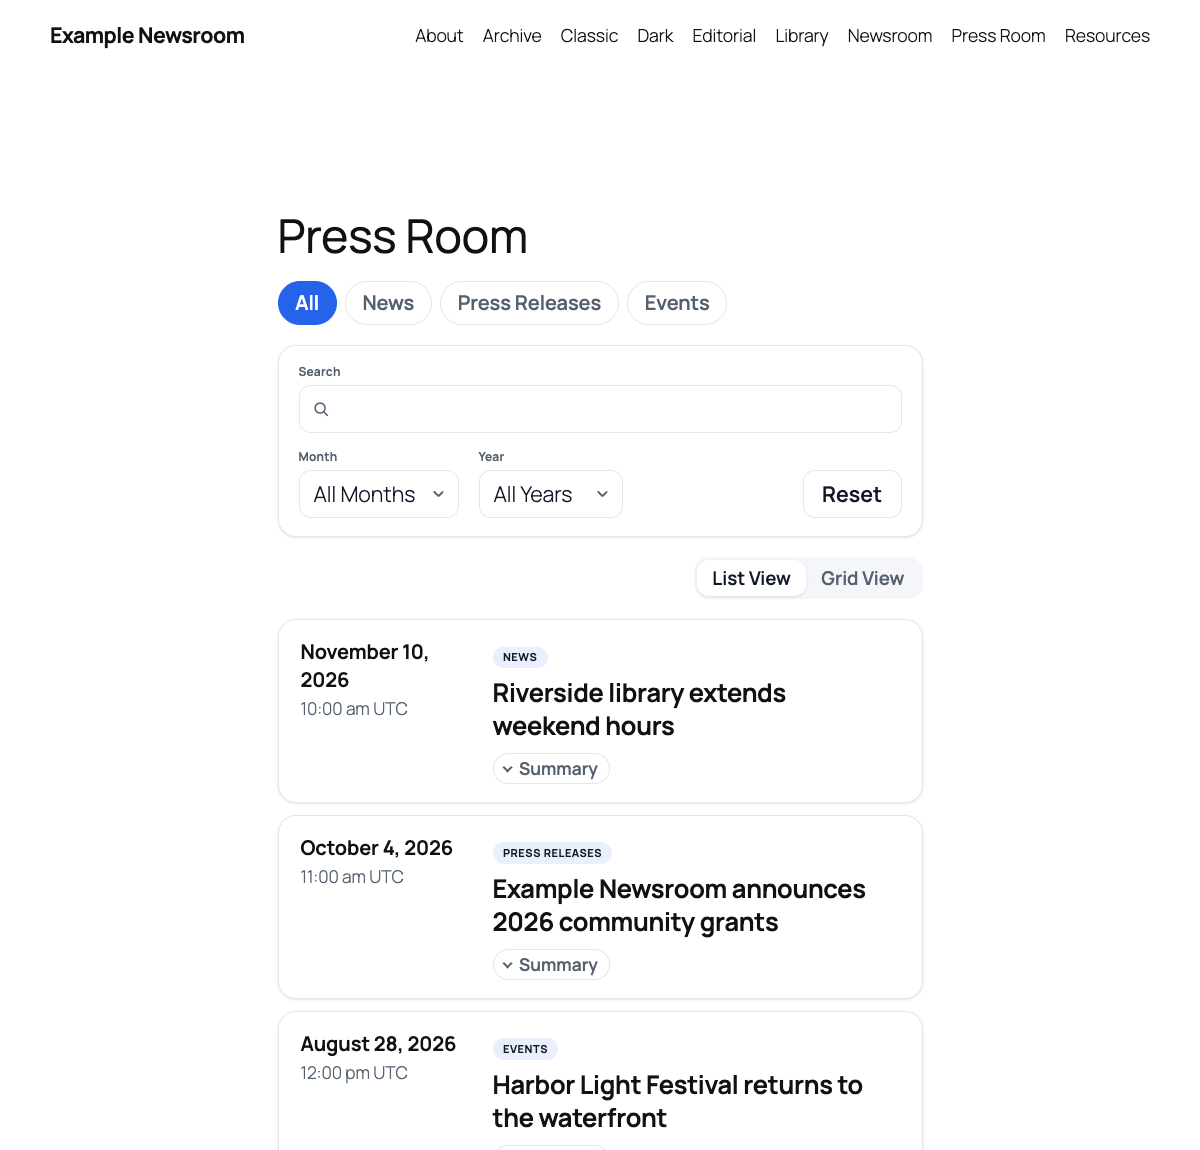 Example Newsroom
About Archive Classic Dark Editorial Library Newsroom Press Room Resources
Press Room
All News Press Releases Events
Search
Month Year
All Months All Years Reset
List View Grid View
November 10,
2026
10:00 am UTC
NEWS
Riverside library extends
weekend hours
Summary
October 4, 2026
11:00 am UTC
PRESS RELEASES
Example Newsroom announces
2026 community grants
Summary
August 28, 2026
12:00 pm UTC
EVENTS
Harbor Light Festival returns to
the waterfront